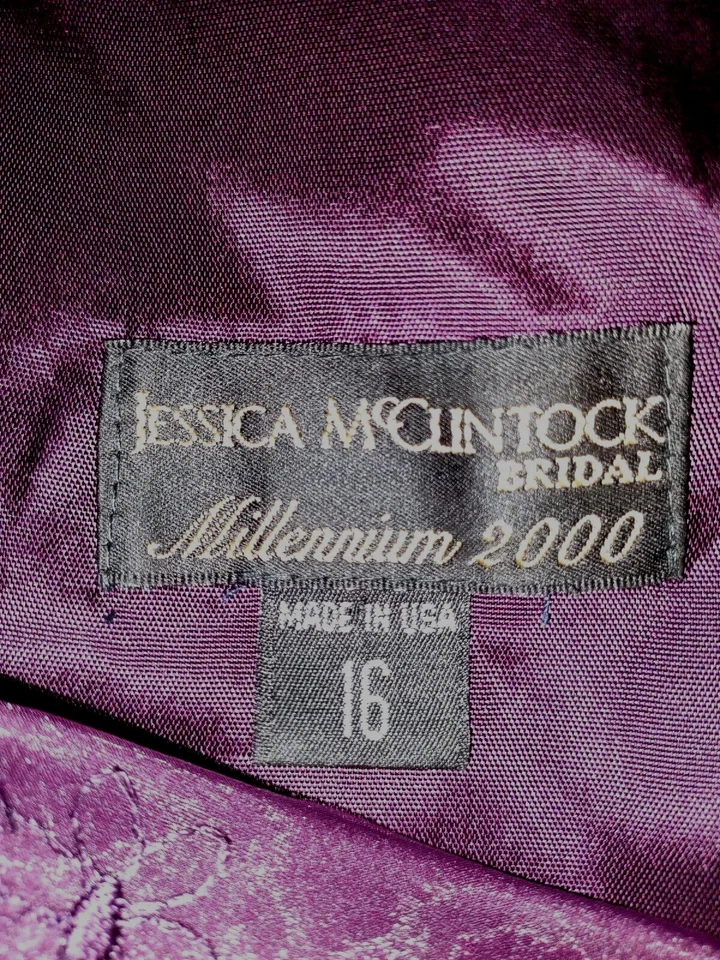 JESSICA McCLINTOCK
BRIDAL
Millennium 2000
MADE IN USA
16